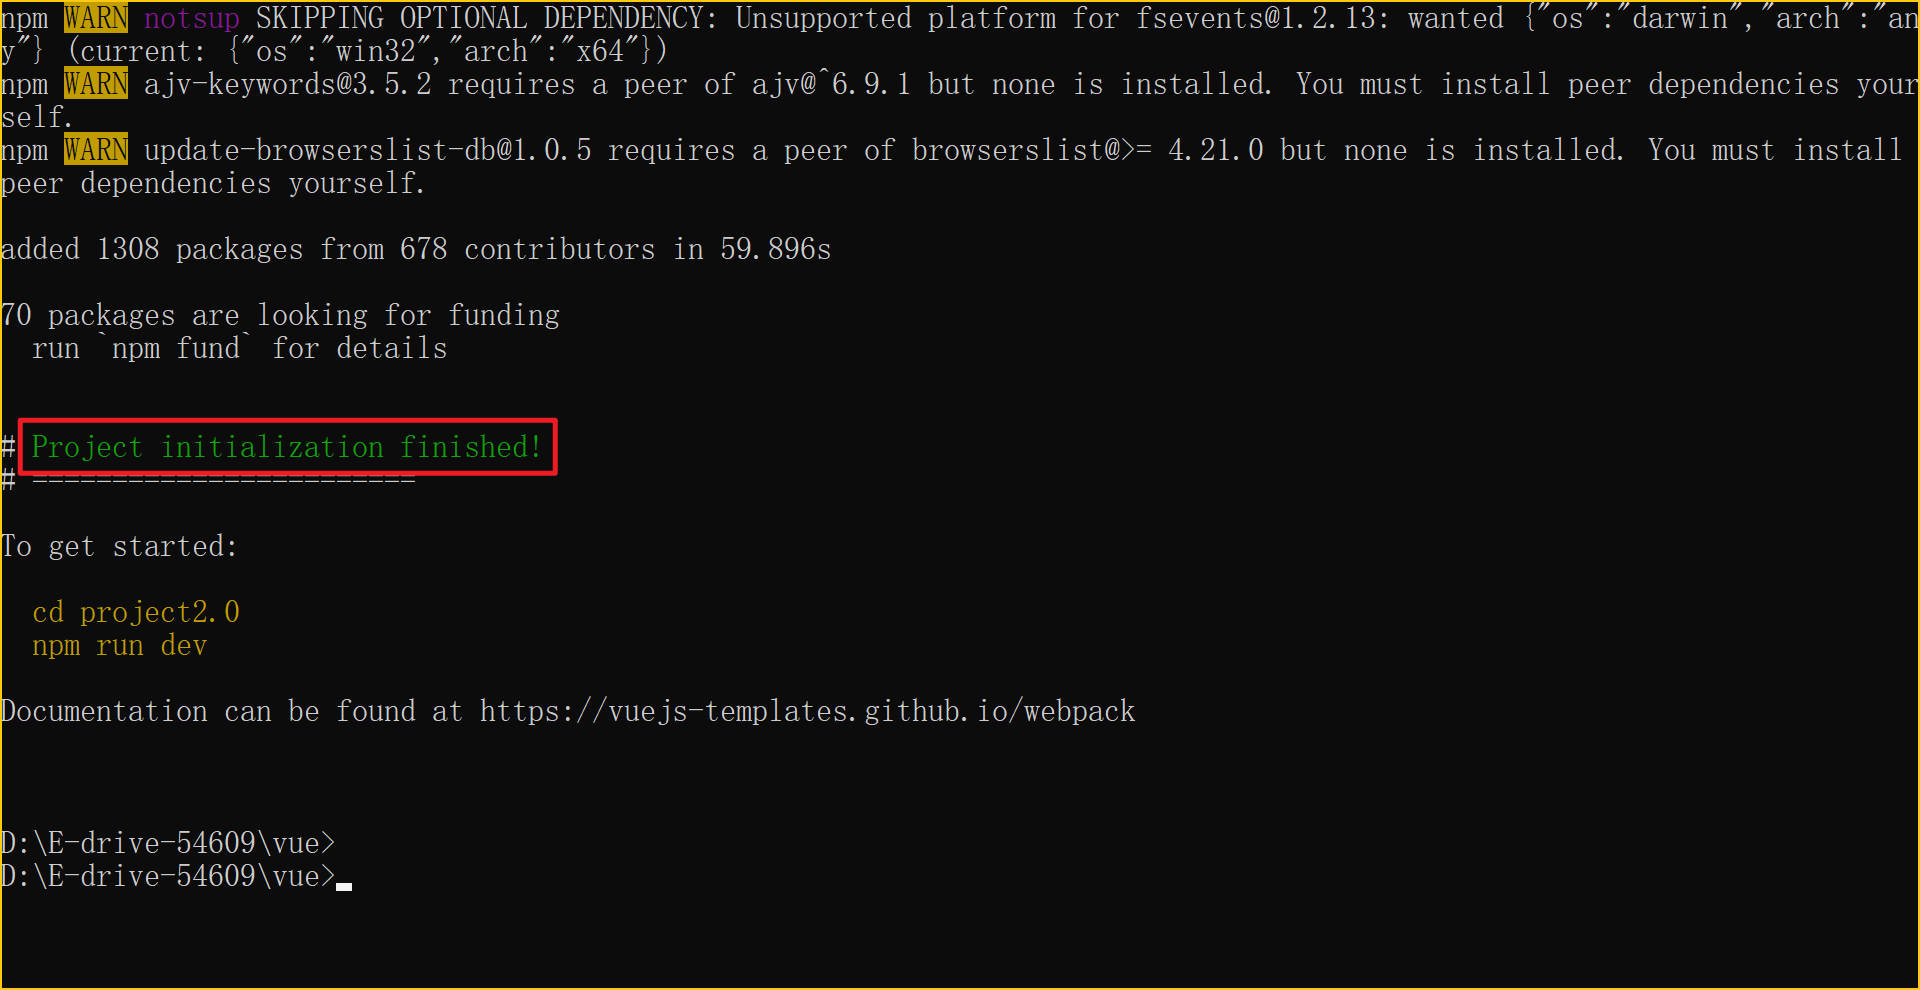 npm WARN notsup SKIPPING OPTIONAL DEPENDENCY: Unsupported platform for fsevents@1.2.13: wanted {"os":"darwin","arch":"an
y"} (current: {"os":"win32","arch":"x64"})
npm WARN ajv-keywords@3.5.2 requires a peer of ajv@^6.9.1 but none is installed. You must install peer dependencies your
self.
npm WARN update-browserslist-db@1.0.5 requires a peer of browserslist@>= 4.21.0 but none is installed. You must install
peer dependencies yourself.
added 1308 packages from 678 contributors in 59.896s
70 packages are looking for funding
  run `npm fund` for details
# Project initialization finished!
# ========================
To get started:
  cd project2.0
  npm run dev
Documentation can be found at https://vuejs-templates.github.io/webpack
D:\E-drive-54609\vue>
D:\E-drive-54609\vue>